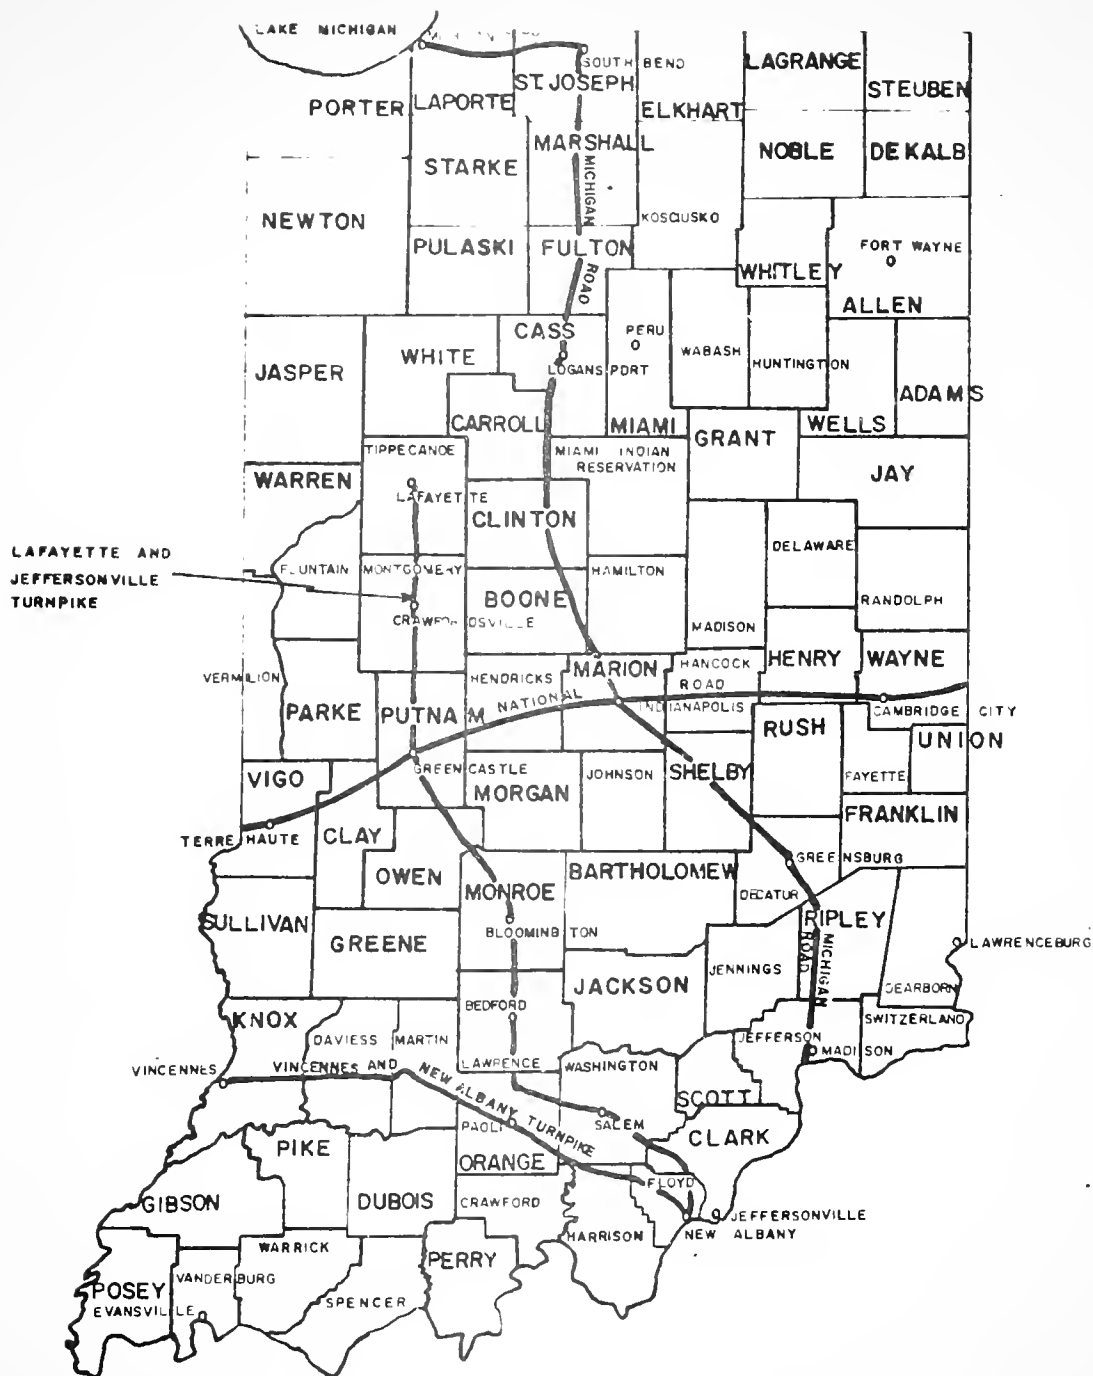 LAKE MICHIGAN
SOUTH BEND
LAGRANGE
STEUBEN
PORTER
LAPORTE
ST. JOSEPH
ELKHART
MARSHALL
NOBLE
DE KALB
STARKE
MICHIGAN
ROAD
NEWTON
KOSCIUSKO
PULASKI
FULTON
FORT WAYNE
WHITLEY
ALLEN
CASS
PERU
WHITE
WABASH
HUNTINGTON
JASPER
LOGANSPORT
ADAMS
CARROLL
MIAMI
WELLS
GRANT
TIPPECANOE
MIAMI INDIAN
RESERVATION
WARREN
JAY
LAFAYETTE
CLINTON
LAFAYETTE AND
JEFFERSONVILLE
TURNPIKE
DELAWARE
FOUNTAIN
MONTGOMERY
HAMILTON
BOONE
RANDOLPH
CRAWFORDSVILLE
MADISON
HENRY
WAYNE
MARION
HANCOCK
HENDRICKS
VERMILION
NATIONAL
ROAD
PARKE
PUTNAM
INDIANAPOLIS
CAMBRIDGE CITY
RUSH
UNION
GREENCASTLE
VIGO
JOHNSON
SHELBY
FAYETTE
MORGAN
FRANKLIN
TERRE HAUTE
CLAY
GREENSBURG
OWEN
BARTHOLOMEW
MONROE
DECATUR
SULLIVAN
RIPLEY
BLOOMINBTON
GREENE
MICHIGAN
ROAD
LAWRENCEBURG
JENNINGS
JACKSON
DEARBORN
BEDFORD
KNOX
SWITZERLAND
DAVIESS
MARTIN
JEFFERSON
MADISON
LAWRENCE
WASHINGTON
VINCENNES
VINCENNES AND NEW ALBANY TURNPIKE
SCOTT
PAOLI
SALEM
CLARK
PIKE
ORANGE
FLOYD
GIBSON
DUBOIS
CRAWFORD
JEFFERSONVILLE
NEW ALBANY
HARRISON
WARRICK
PERRY
VANDERBURG
POSEY
SPENCER
EVANSVILLE